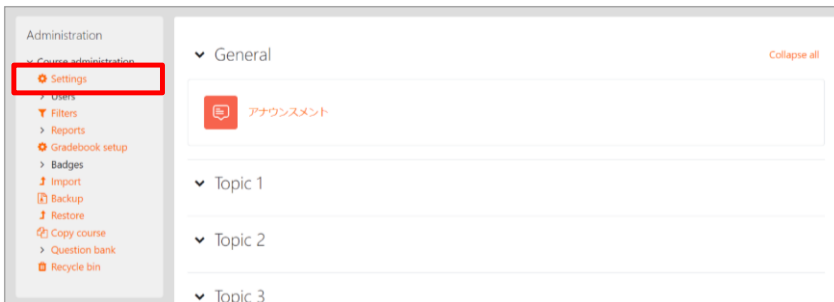 Administration
Course administration
Settings
Users
Filters
Reports
Gradebook setup
Badges
Import
Backup
Restore
Copy course
Question bank
Recycle bin
General
Collapse all
アナウンスメント
Topic 1
Topic 2
Topic 3